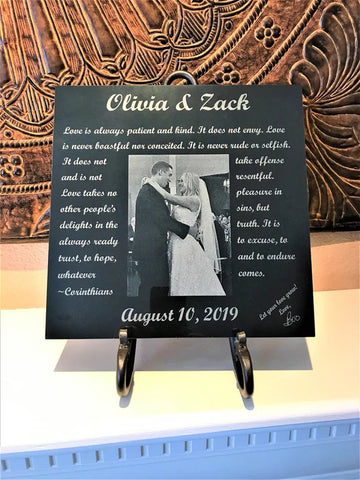 Olivia & Zack
Love is always patient and kind. It does not envy. Love
is never boastful nor conceited. It is never rude or selfish.
It does not take offense
and is not resentful.
Love takes no pleasure in
other people's sins, but
delights in the truth. It is
always ready to excuse, to
trust, to hope, and to endure
whatever comes.
~Corinthians
August 10, 2019
Let your love grow!
Love,